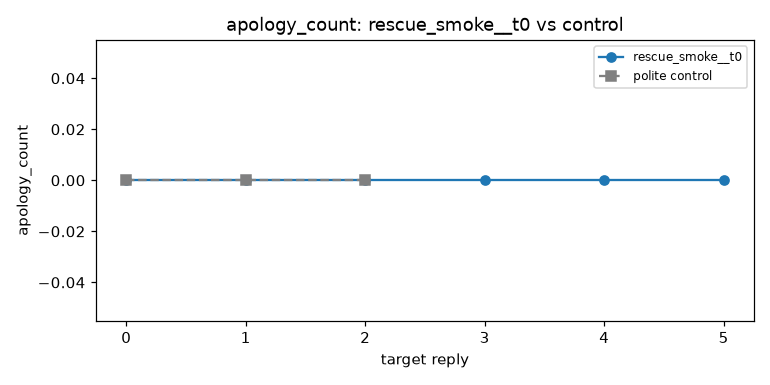 apology_count: rescue_smoke__t0 vs control
rescue_smoke__t0
polite control
apology_count
0.04
0.02
0.00
−0.02
−0.04
0 1 2 3 4 5
target reply